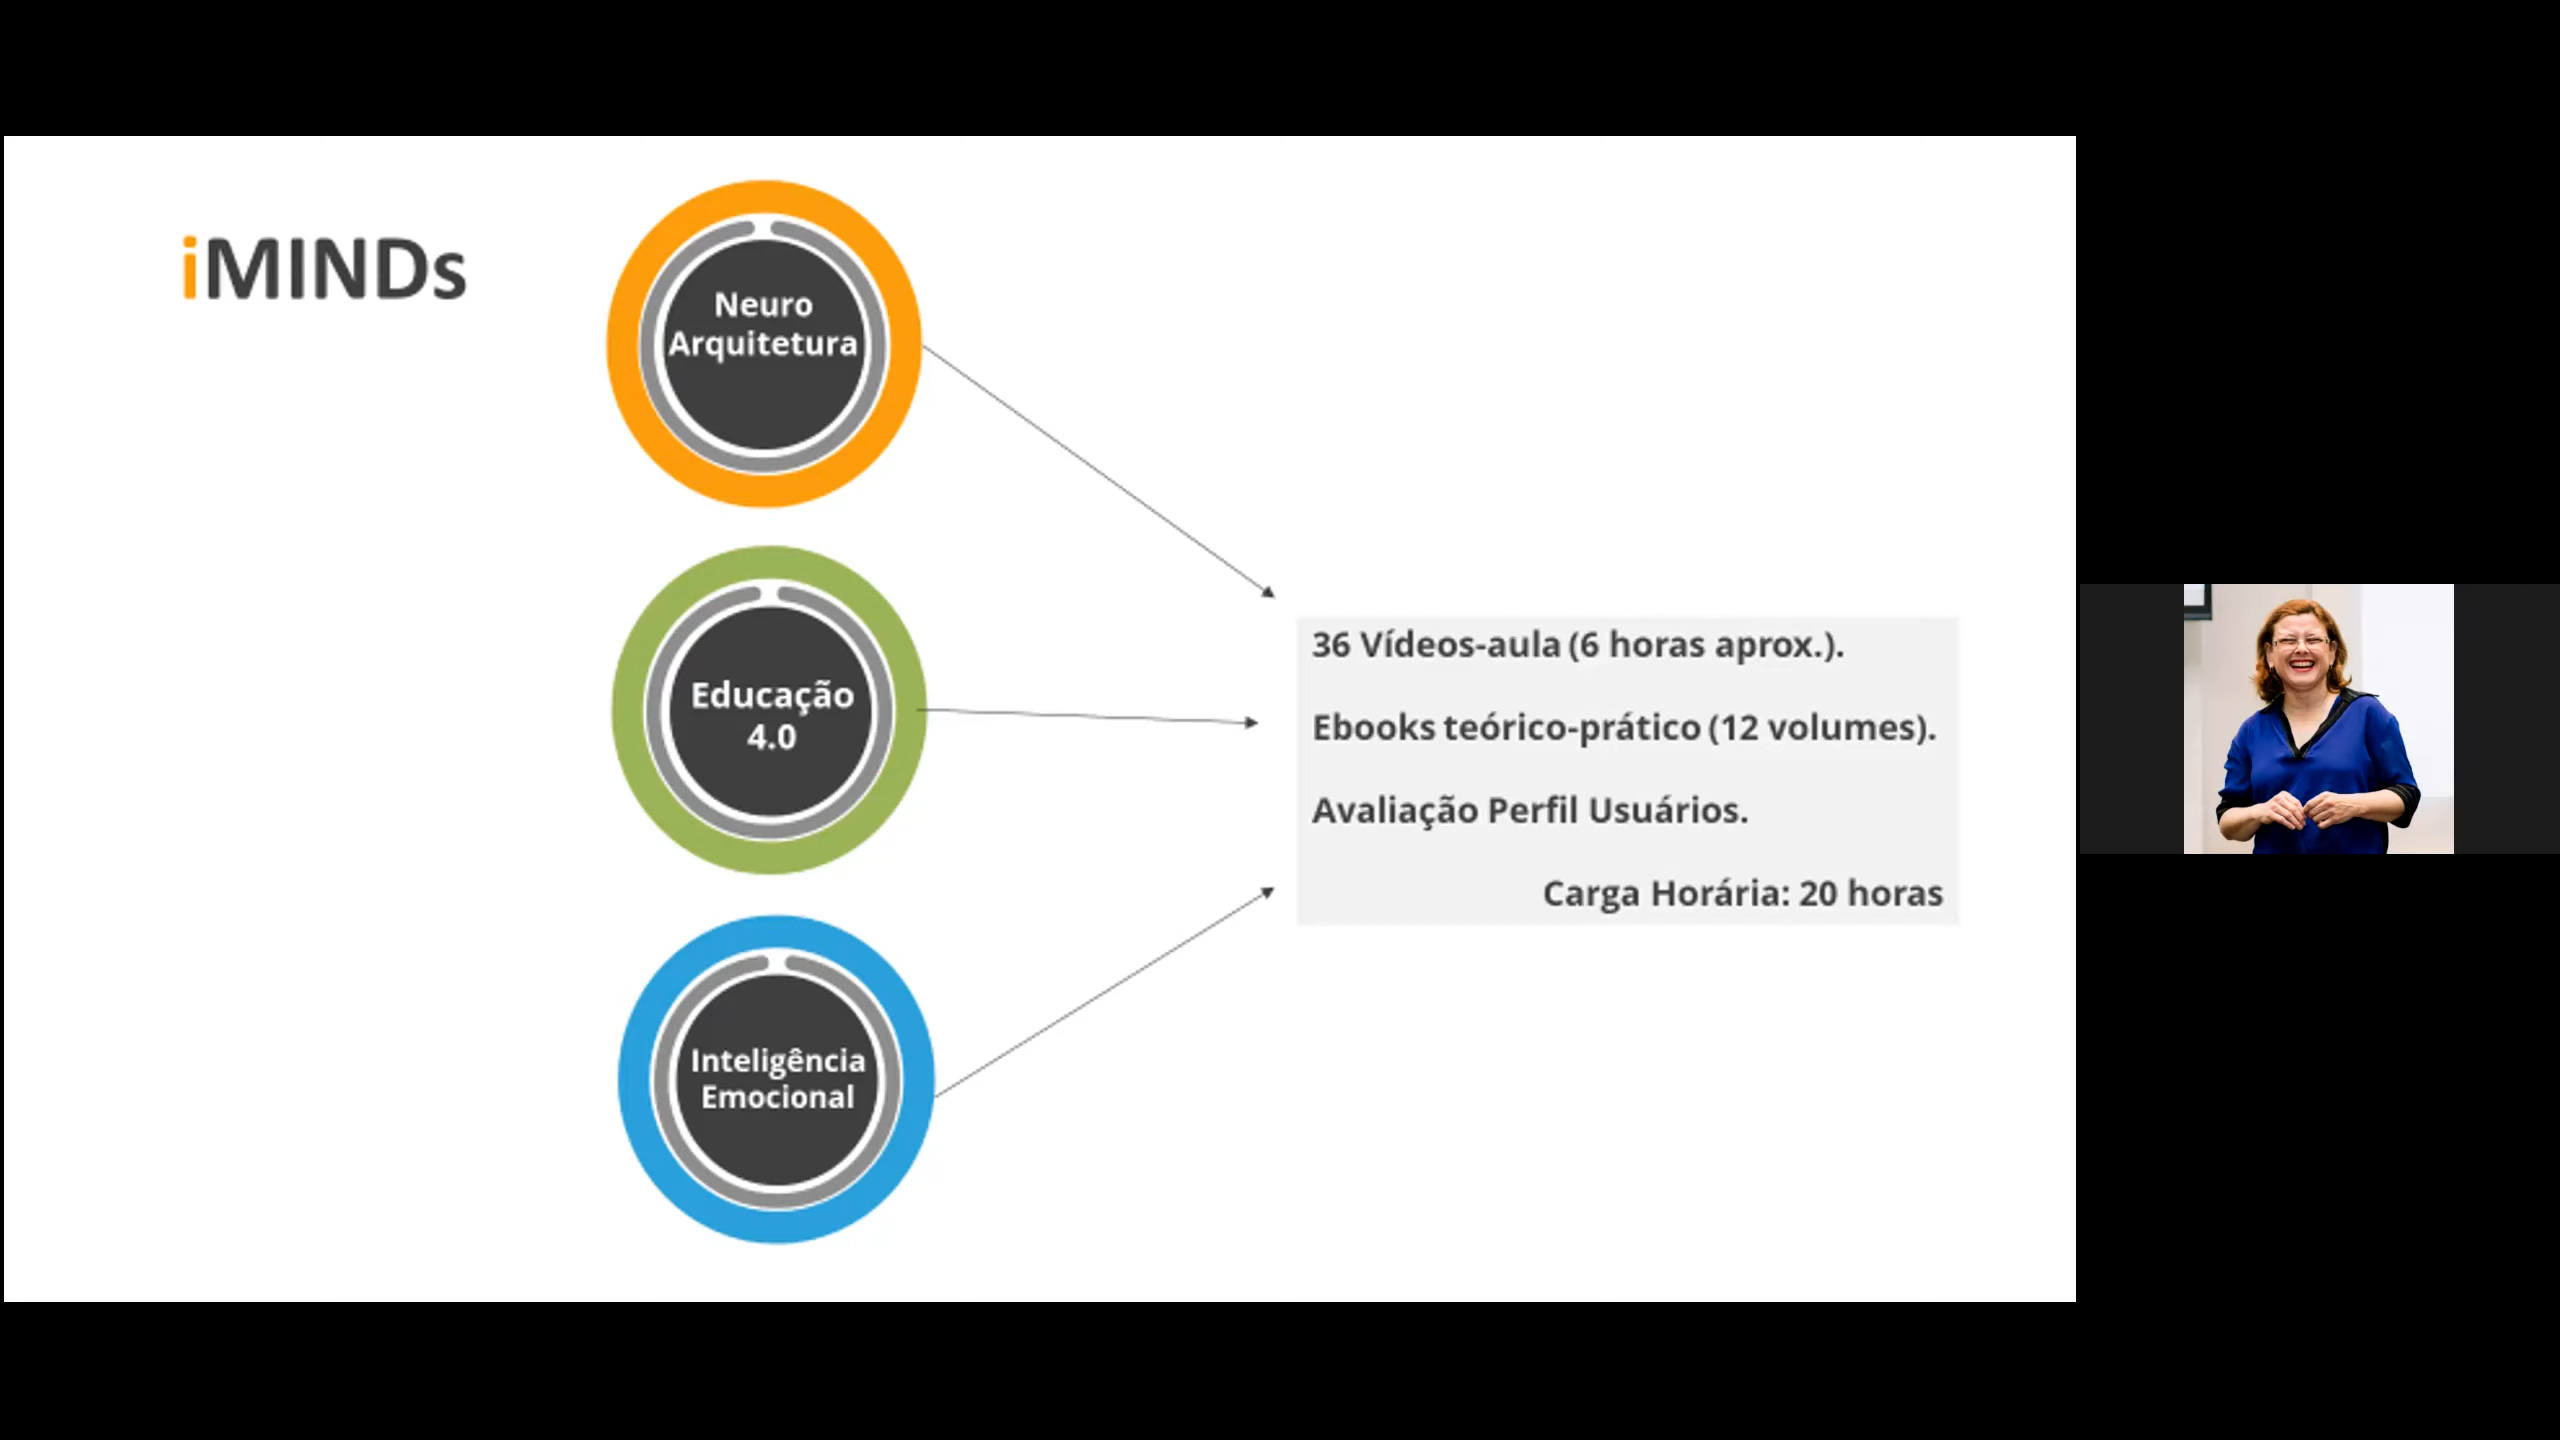 iMINDs
Neuro
Arquitetura
Educação
4.0
Inteligência
Emocional
36 Vídeos-aula (6 horas aprox.).
Ebooks teórico-prático (12 volumes).
Avaliação Perfil Usuários.
Carga Horária: 20 horas